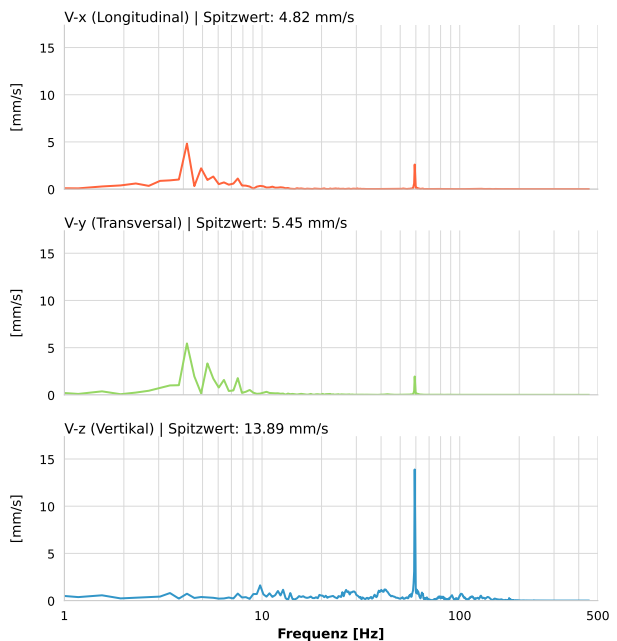 V-x (Longitudinal) | Spitzwert: 4.82 mm/s
15
10
5
0
[mm/s]
V-y (Transversal) | Spitzwert: 5.45 mm/s
15
10
5
0
[mm/s]
V-z (Vertikal) | Spitzwert: 13.89 mm/s
15
10
5
0
[mm/s]
1 10 100 500
Frequenz [Hz]